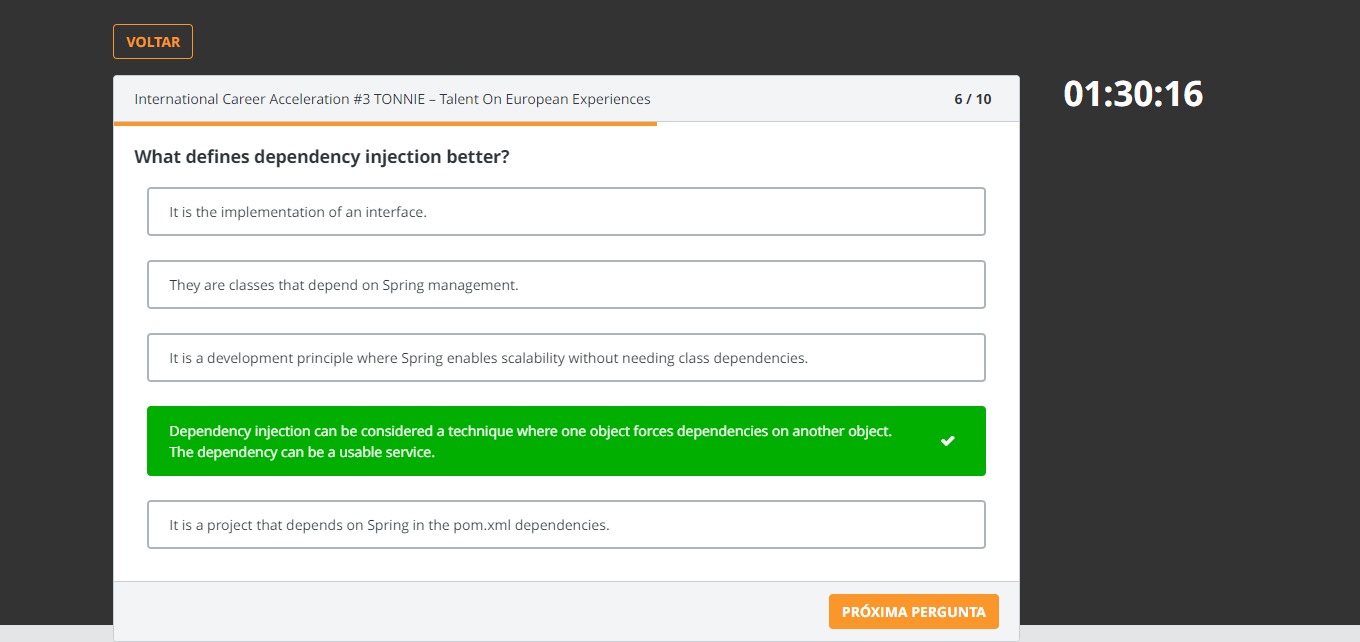 VOLTAR
International Career Acceleration #3 TONNIE – Talent On European Experiences
6 / 10
01:30:16
What defines dependency injection better?
It is the implementation of an interface.
They are classes that depend on Spring management.
It is a development principle where Spring enables scalability without needing class dependencies.
Dependency injection can be considered a technique where one object forces dependencies on another object.
The dependency can be a usable service.
It is a project that depends on Spring in the pom.xml dependencies.
PRÓXIMA PERGUNTA